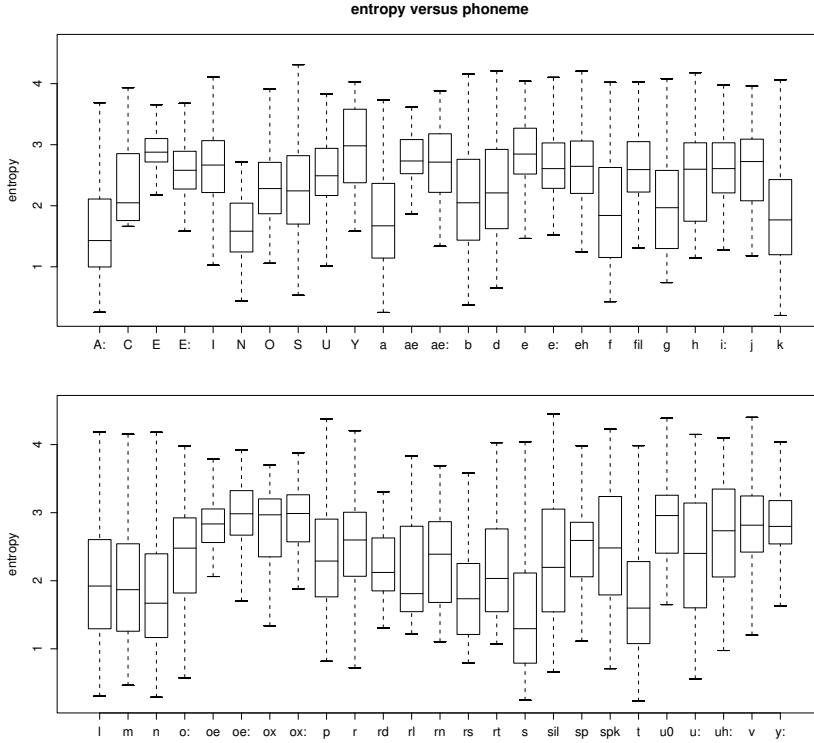 entropy versus phoneme
entropy
4
3
2
1
A: C E E: I N O S U Y a ae ae: b d e e: eh f fil g h i: j k
entropy
4
3
2
1
l m n o: oe oe: ox ox: p r rd rl rn rs rt s sil sp spk t u0 u: uh: v y: